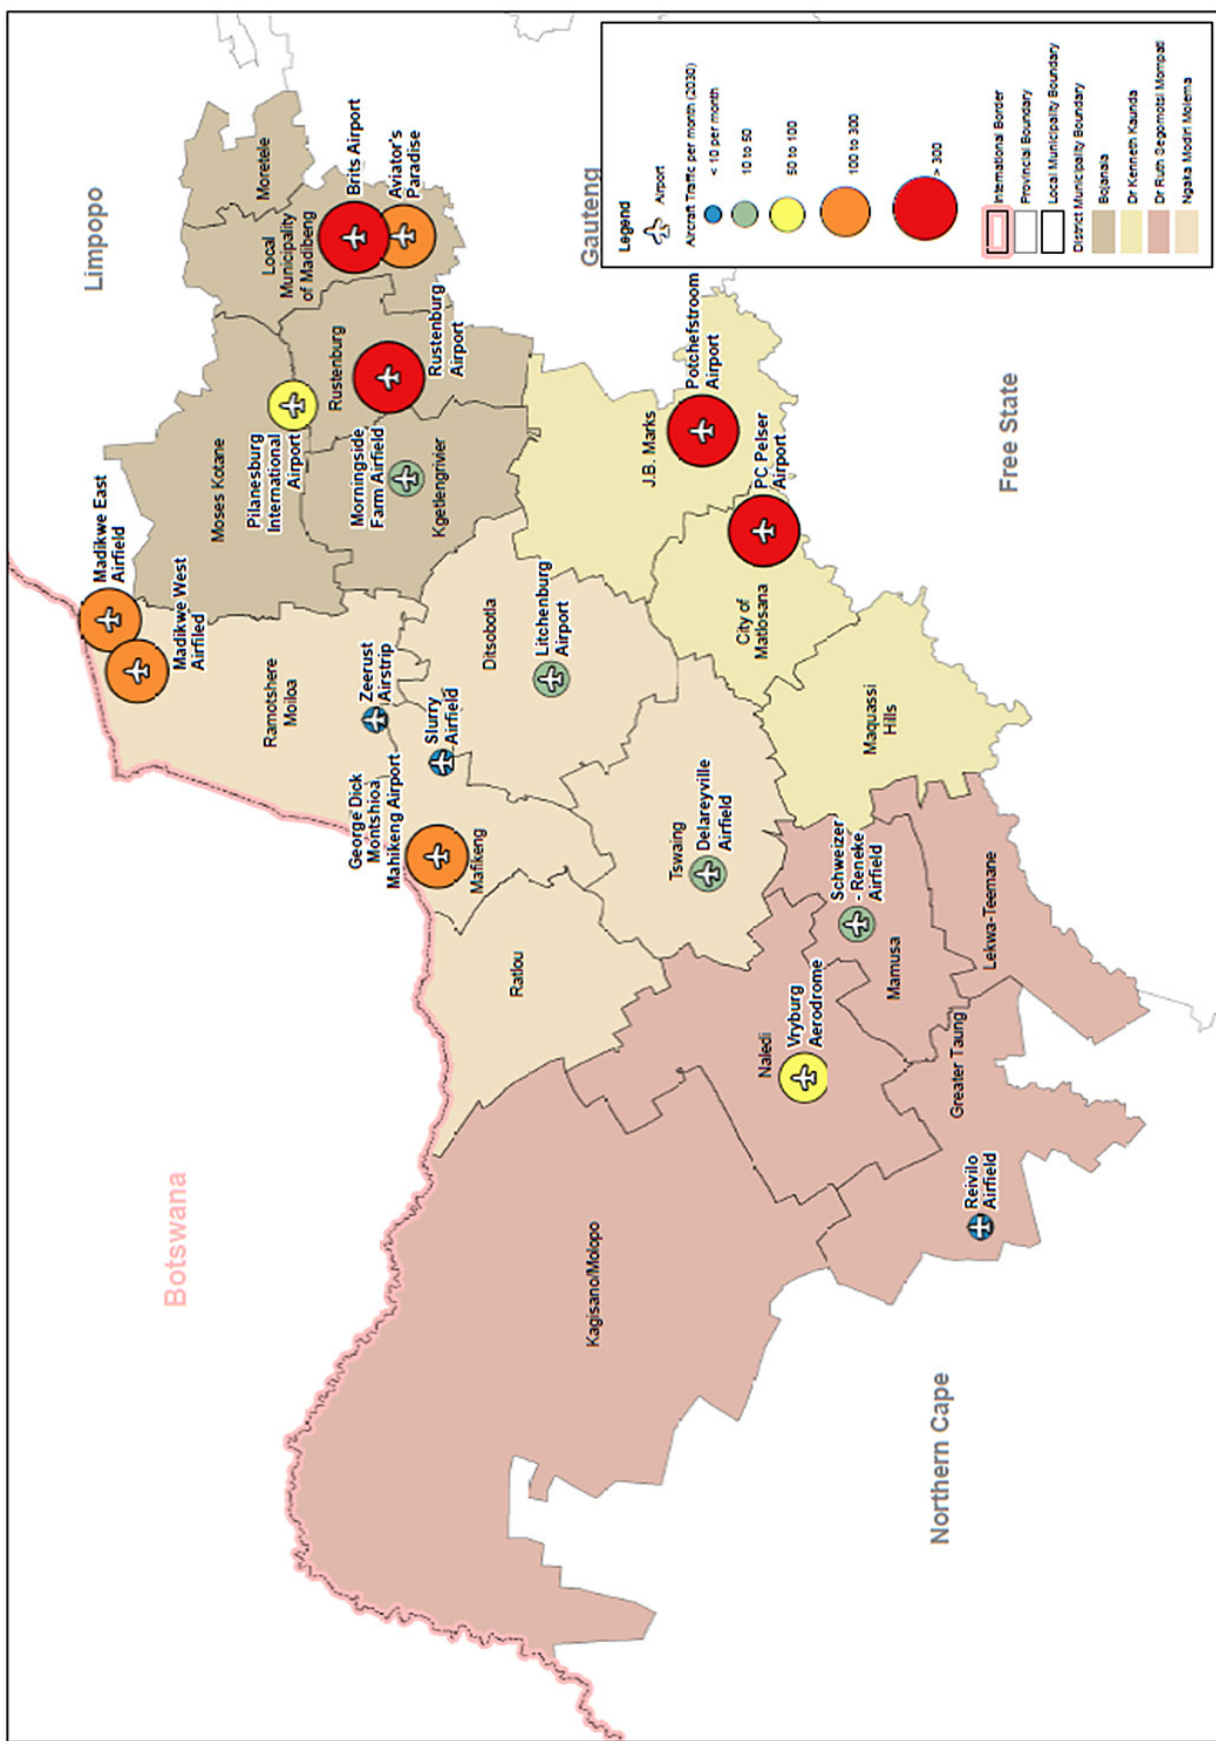 Botswana
Limpopo
Gauteng
Free State
Northern Cape
Madikwe East
Airfield
Madikwe West
Airfiled
Moretele
Local
Municipality
of Madibeng
Brits Airport
Aviator's
Paradise
Moses Kotane
Pilanesburg
International
Airport
Rustenburg
Rustenburg
Airport
Morningside
Farm Airfield
Kgetlengrivier
Ramotshere
Moiloa
Zeerust
Airstrip
Slurry
Airfield
George Dick
Montshioa
Mahikeng Airport
Mafikeng
Ditsobotla
Litchenburg
Airport
Ratlou
Tswaing
Delareyville
Airfield
J.B. Marks
Potchefstroom
Airport
PC Pelser
Airport
City of
Matlosana
Maquassi
Hills
Kagisano/Molopo
Naledi
Vryburg
Aerodrome
Schweizer
- Reneke
Airfield
Mamusa
Lekwa-Teemane
Greater Taung
Reivilo
Airfield
Legend
Airport
Aircraft Traffic per month (2030)
< 10 per month
10 to 50
50 to 100
100 to 300
> 300
International Border
Provincial Boundary
Local Municipality Boundary
District Municipality Boundary
Bojanala
Dr Kenneth Kaunda
Dr Ruth Segomotsi Mompati
Ngaka Modiri Molema